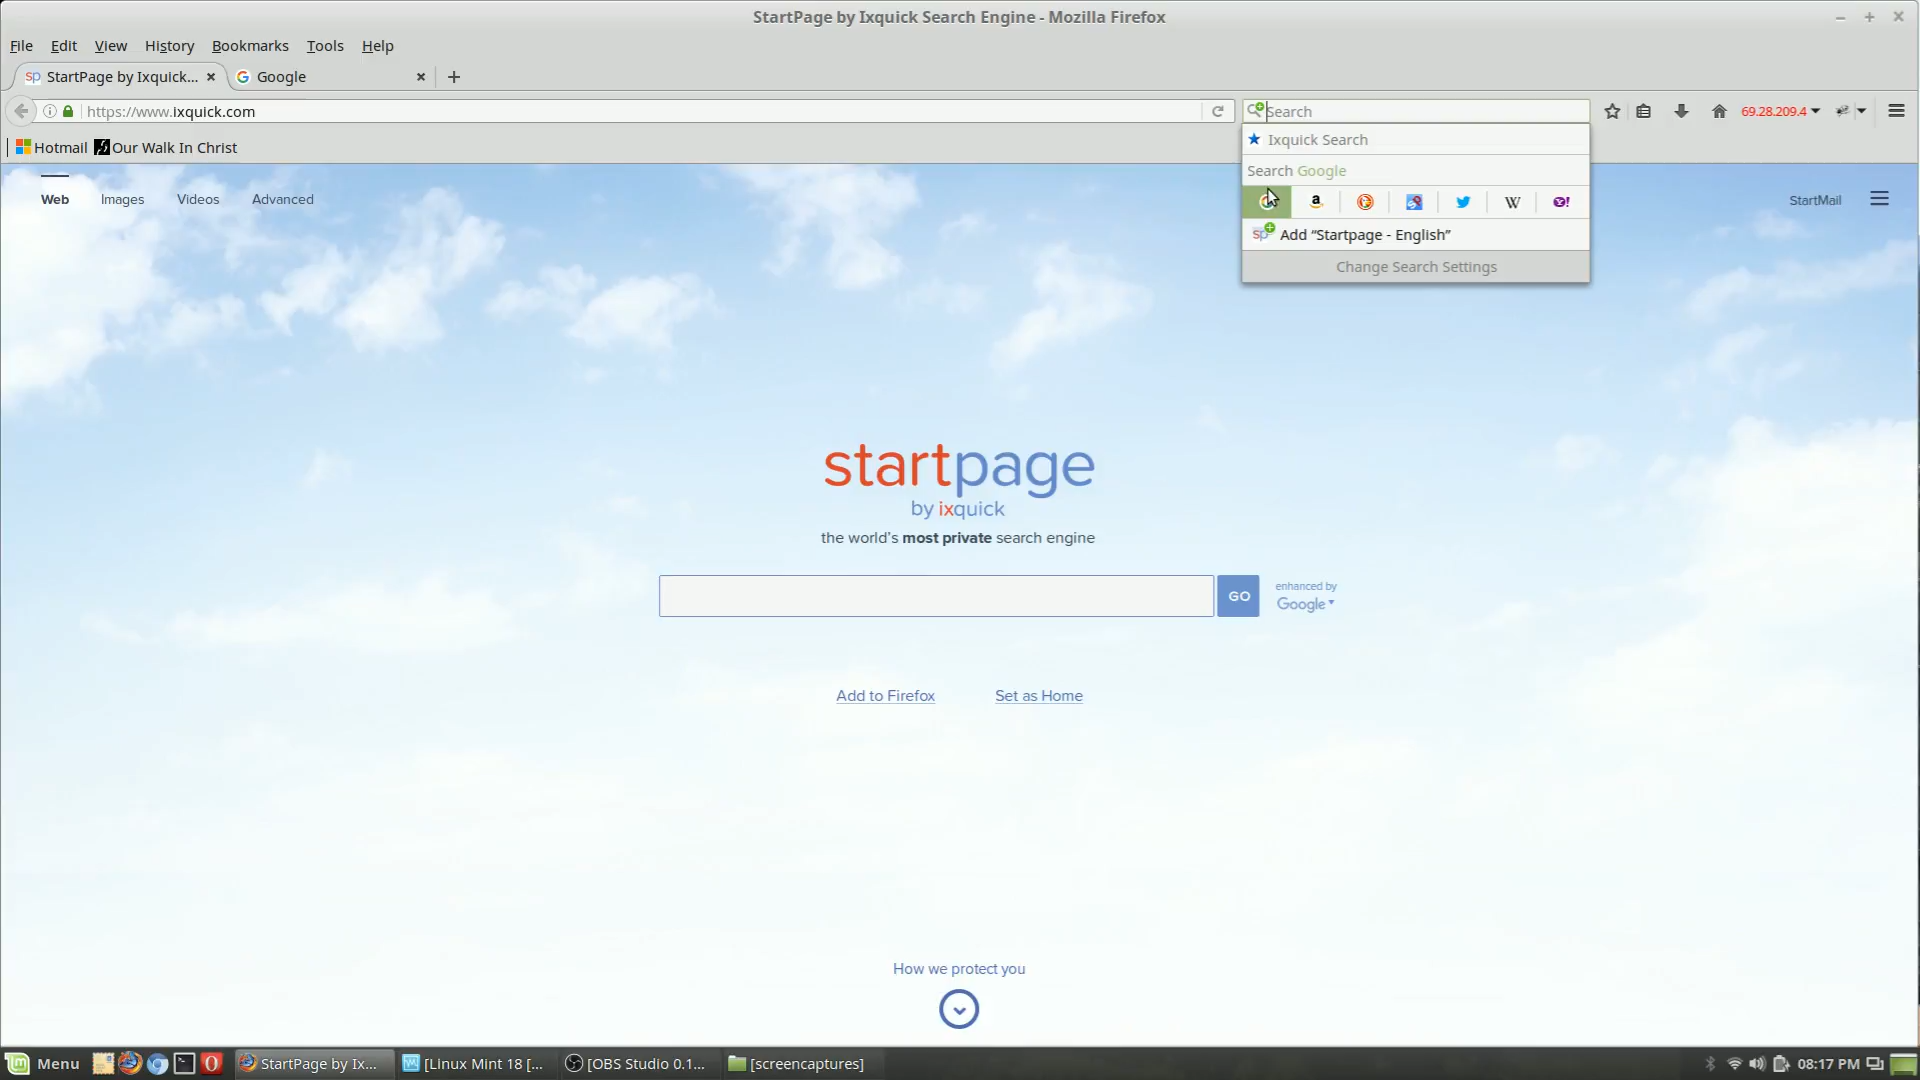 StartPage by Ixquick Search Engine - Mozilla Firefox
File Edit View History Bookmarks Tools Help
StartPage by Ixquick... Google
https://www.ixquick.com Search 69.28.209.4
Hotmail Our Walk In Christ
Ixquick Search
Search Google
a W Y!
Add “Startpage - English”
Change Search Settings
Web Images Videos Advanced StartMail
startpage
by ixquick
the world's most private search engine
GO
enhanced by
Google
Add to Firefox Set as Home
How we protect you
Menu StartPage by Ix... [Linux Mint 18 [... [OBS Studio 0.1... [screencaptures] 08:17 PM